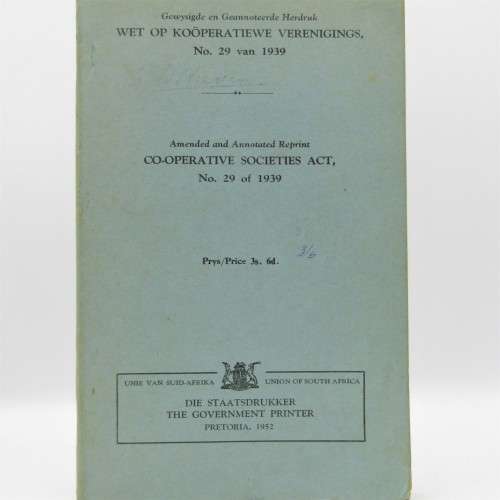 Gewysigde en Geannoteerde Herdruk
WET OP KOÖPERATIEWE VERENIGINGS,
No. 29 van 1939
Amended and Annotated Reprint
CO-OPERATIVE SOCIETIES ACT,
No. 29 of 1939
3/6
Prys/Price 3s. 6d.
UNIE VAN SUID-AFRIKA UNION OF SOUTH AFRICA
DIE STAATSDRUKKER
THE GOVERNMENT PRINTER
PRETORIA, 1952